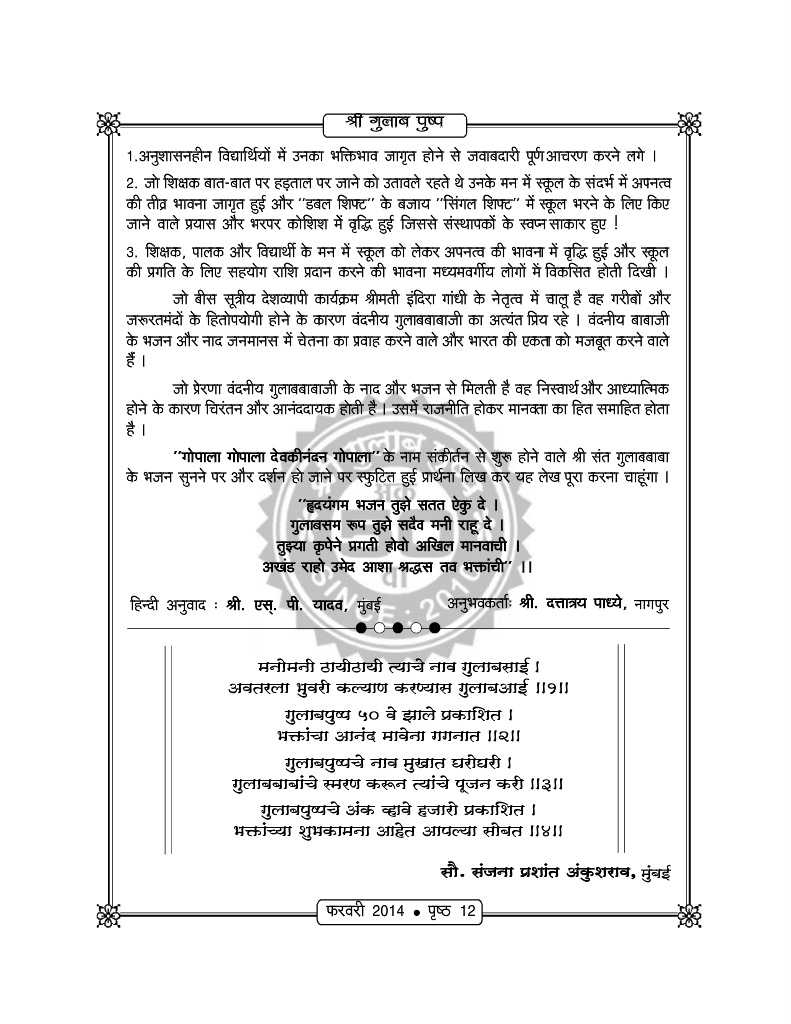 श्री गुलाब पुष्प
1.अनुशासनहीन विद्यार्थियों में उनका भक्तिभाव जागृत होने से जवाबदारी पूर्ण आचरण करने लगे ।
2. जो शिक्षक बात-बात पर हड़ताल पर जाने को उतावले रहते थे उनके मन में स्कूल के संदर्भ में अपनत्व
की तीव्र भावना जागृत हुई और ''डबल शिफ्ट'' के बजाय ''सिंगल शिफ्ट'' में स्कूल भरने के लिए किए
जाने वाले प्रयास और भरपर कोशिश में वृद्धि हुई जिससे संस्थापकों के स्वप्न साकार हुए !
3. शिक्षक, पालक और विद्यार्थी के मन में स्कूल को लेकर अपनत्व की भावना में वृद्धि हुई और स्कूल
की प्रगति के लिए सहयोग राशि प्रदान करने की भावना मध्यमवर्गीय लोगों में विकसित होती दिखी ।
जो बीस सूत्रीय देशव्यापी कार्यक्रम श्रीमती इंदिरा गांधी के नेतृत्व में चालू है वह गरीबों और
जरूरतमंदों के हितोपयोगी होने के कारण वंदनीय गुलाबबाबाजी का अत्यंत प्रिय रहे । वंदनीय बाबाजी
के भजन और नाद जनमानस में चेतना का प्रवाह करने वाले और भारत की एकता को मजबूत करने वाले
हैं ।
जो प्रेरणा वंदनीय गुलाबबाबाजी के नाद और भजन से मिलती है वह निस्वार्थ और आध्यात्मिक
होने के कारण चिरंतन और आनंददायक होती है । उसमें राजनीति होकर मानवता का हित समाहित होता
है ।
''गोपाला गोपाला देवकीनंदन गोपाला'' के नाम संकीर्तन से शुरू होने वाले श्री संत गुलाबबाबा
के भजन सुनने पर और दर्शन हो जाने पर स्फुटित हुई प्रार्थना लिख कर यह लेख पूरा करना चाहूंगा ।
''हृदयंगम भजन तुझे सतत ऐकु दे ।
गुलाबसम रूप तुझे सदैव मनी राहू दे ।
तुझ्या कृपेने प्रगती होवो अखिल मानवाची ।
अखंड राहो उमेद आशा श्रद्धस तव भक्तांची'' ।।
हिन्दी अनुवाद : श्री. एस्. पी. यादव, मुंबई
अनुभवकर्ताः श्री. दत्तात्रय पाध्ये, नागपुर
श्री गुलाब पुष्प
अंक
50
वी
SINCE · 2010
मनीमनी ठायीठायी त्याचे नाव गुलाबसाई ।
अवतरला भुवरी कल्याण करण्यास गुलाबआई ।।१।।
गुलाबपुष्प ५० वे झाले प्रकाशित ।
भक्तांचा आनंद मावेना गगनात ।।२।।
गुलाबपुष्पचे नाव मुखात घरीघरी ।
गुलाबबाबांचे स्मरण करून त्यांचे पूजन करी ।।३।।
गुलाबपुष्पचे अंक व्हावे हजारी प्रकाशित ।
भक्तांच्या शुभकामना आहेत आपल्या सोबत ।।४।।
सौ. संजना प्रशांत अंकुशराव, मुंबई
फरवरी 2014 • पृष्ठ 12